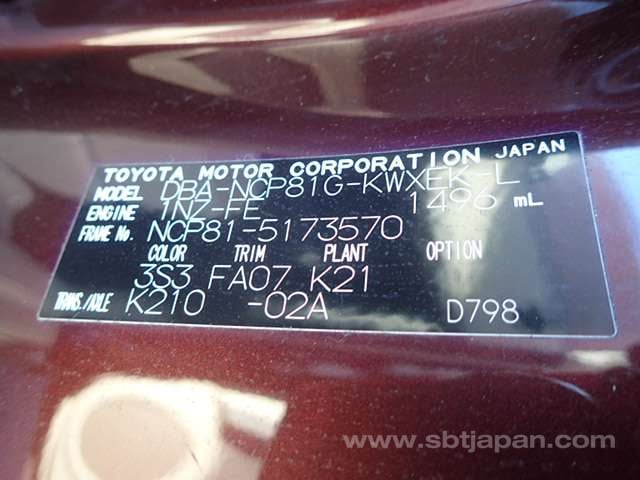 TOYOTA MOTOR CORPORATION JAPAN
MODEL DBA-NCP81G-KWXEK-L
ENGINE 1NZ-FE 1496 mL
FRAME No. NCP81-5173570
COLOR TRIM PLANT OPTION
3S3 FA07 K21
TRANS./AXLE K210 -02A D798
www.sbtjapan.com